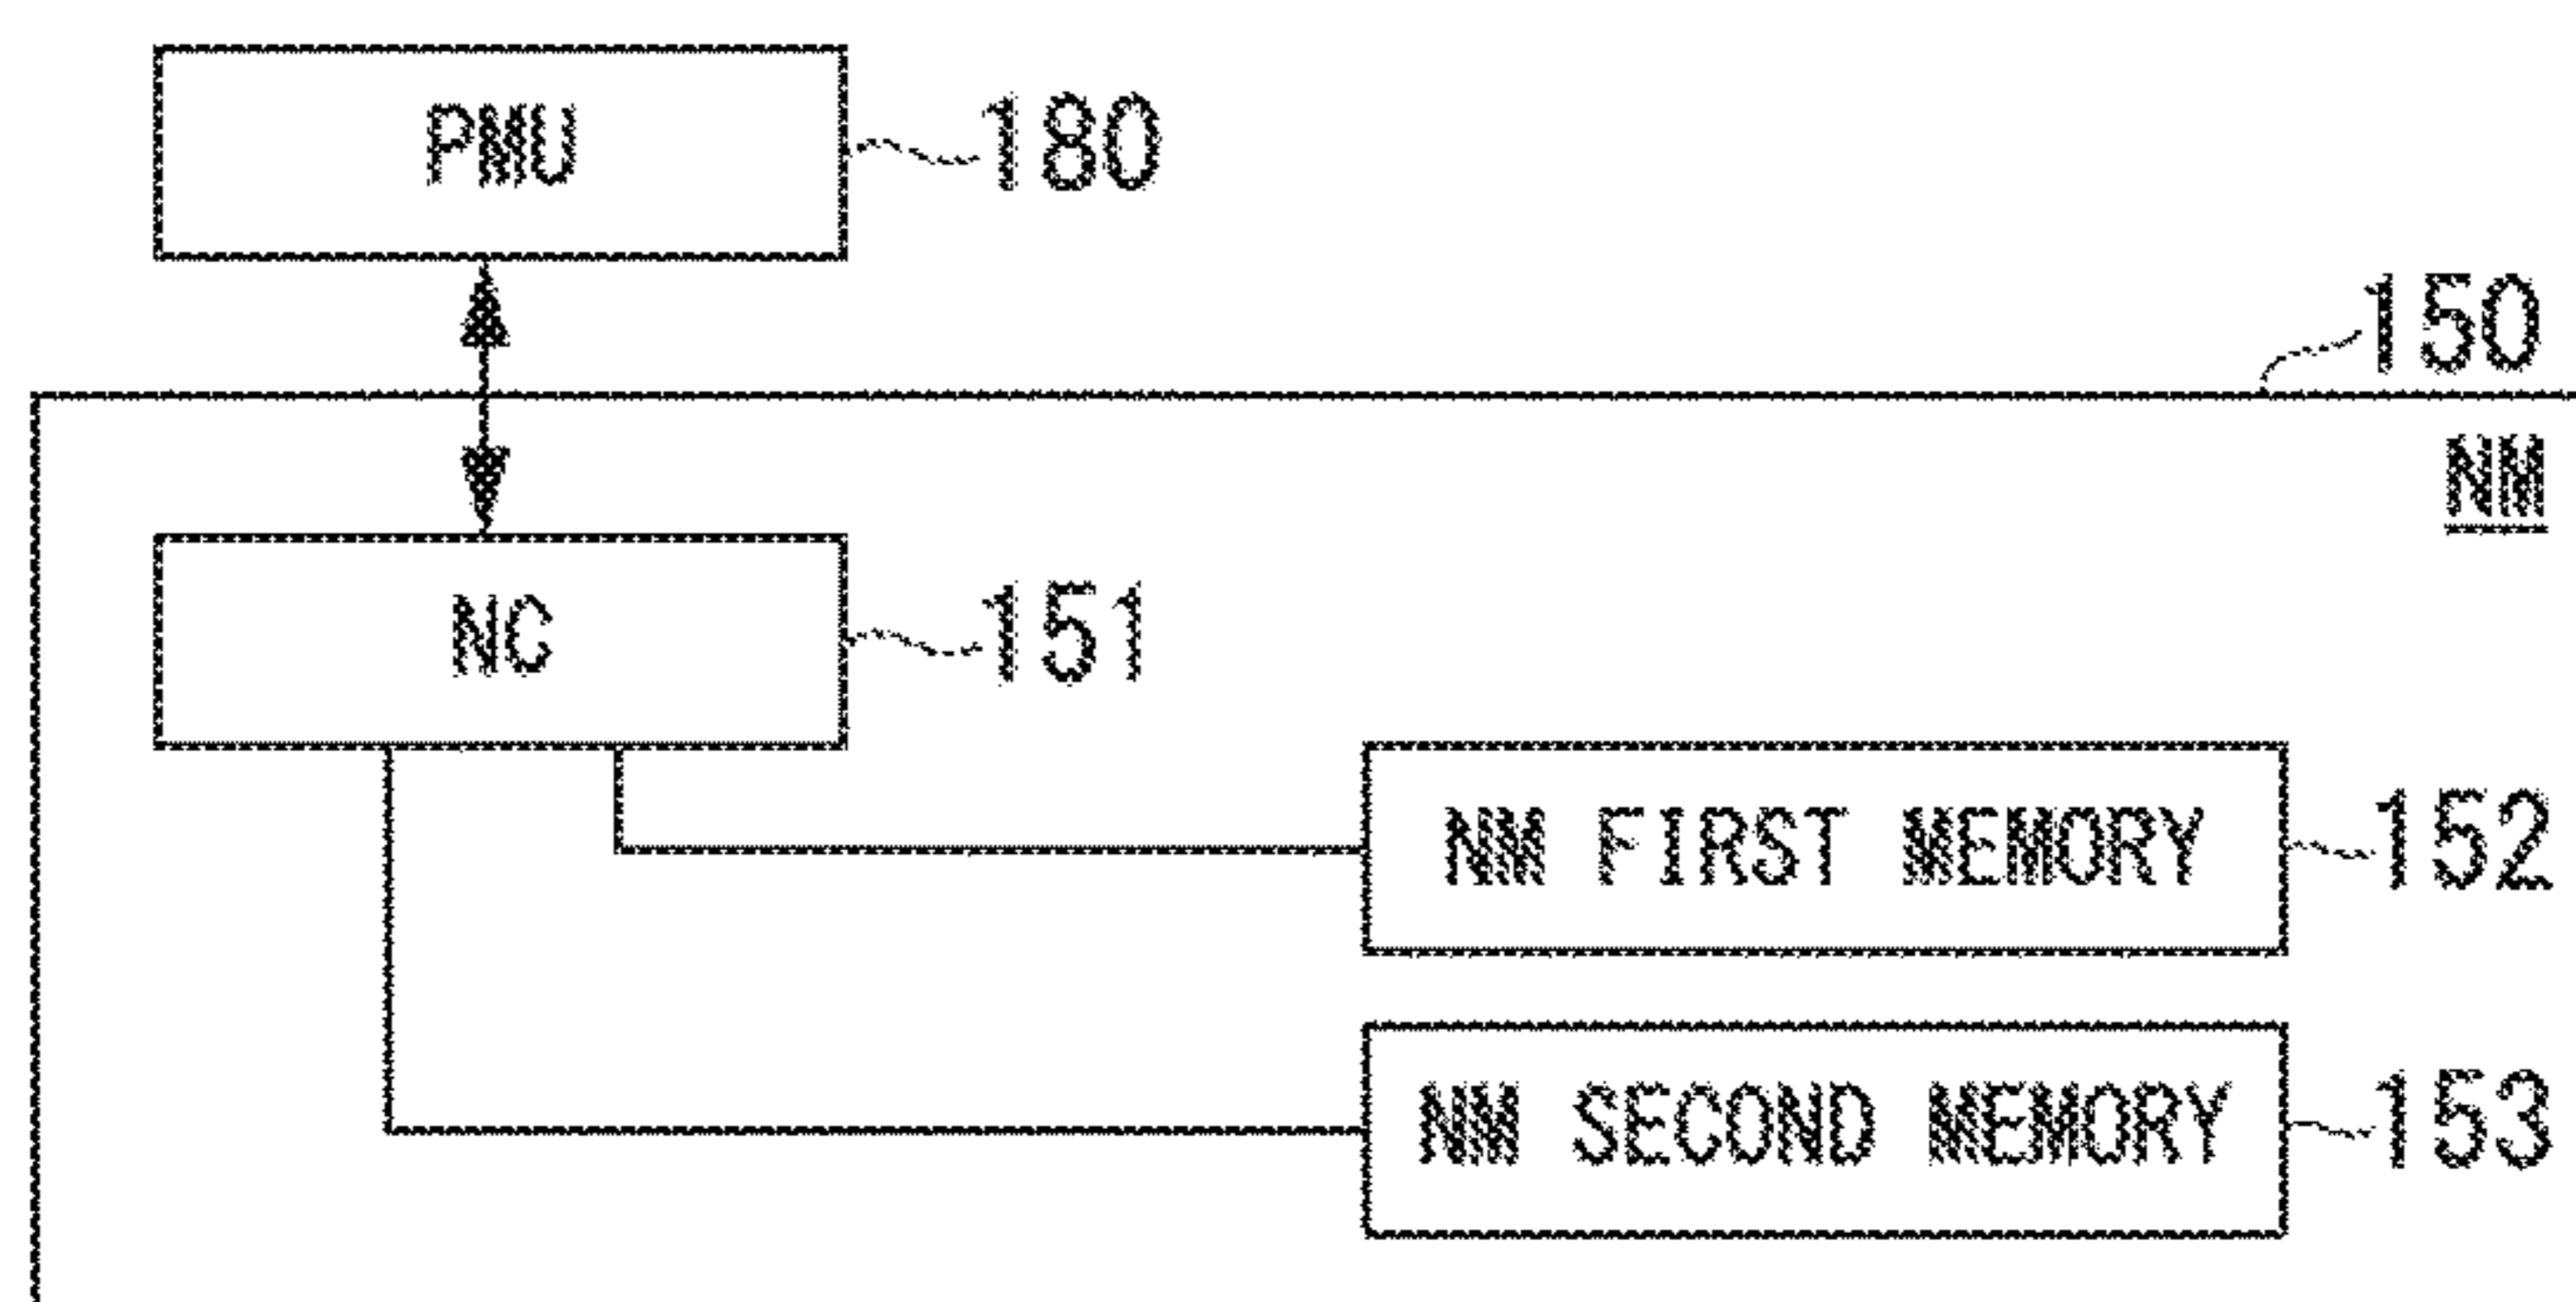 PMU
180
150
NM
NC
151
NM FIRST MEMORY
152
NM SECOND MEMORY
153